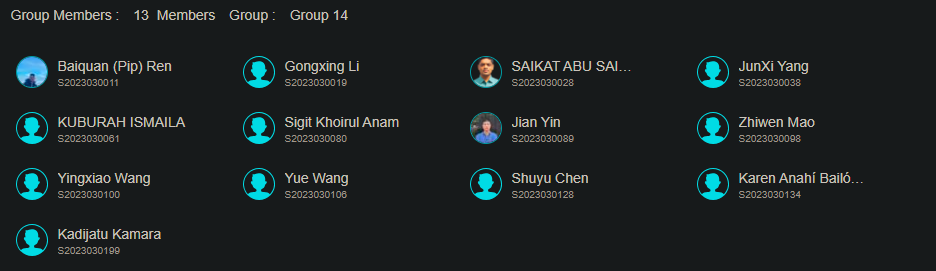 Group Members : 13 Members Group : Group 14
Baiquan (Pip) Ren
S2023030011
Gongxing Li
S2023030019
SAIKAT ABU SAI…
S2023030028
JunXi Yang
S2023030038
KUBURAH ISMAILA
S2023030061
Sigit Khoirul Anam
S2023030080
Jian Yin
S2023030089
Zhiwen Mao
S2023030098
Yingxiao Wang
S2023030100
Yue Wang
S2023030106
Shuyu Chen
S2023030128
Karen Anahí Bailó…
S2023030134
Kadijatu Kamara
S2023030199